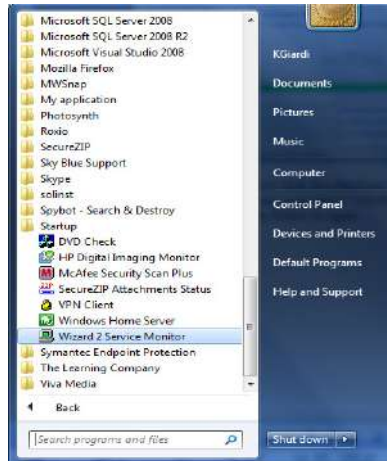 Microsoft SQL Server 2008
Microsoft SQL Server 2008 R2
Microsoft Visual Studio 2008
Mozilla Firefox
MWSnap
My application
Photosynth
Roxio
SecureZIP
Sky Blue Support
Skype
solinst
Spybot - Search & Destroy
Startup
DVD Check
HP Digital Imaging Monitor
McAfee Security Scan Plus
SecureZIP Attachments Status
VPN Client
Windows Home Server
Wizard 2 Service Monitor
Symantec Endpoint Protection
The Learning Company
Viva Media
Back
Search programs and files
KGiardi
Documents
Pictures
Music
Computer
Control Panel
Devices and Printers
Default Programs
Help and Support
Shut down